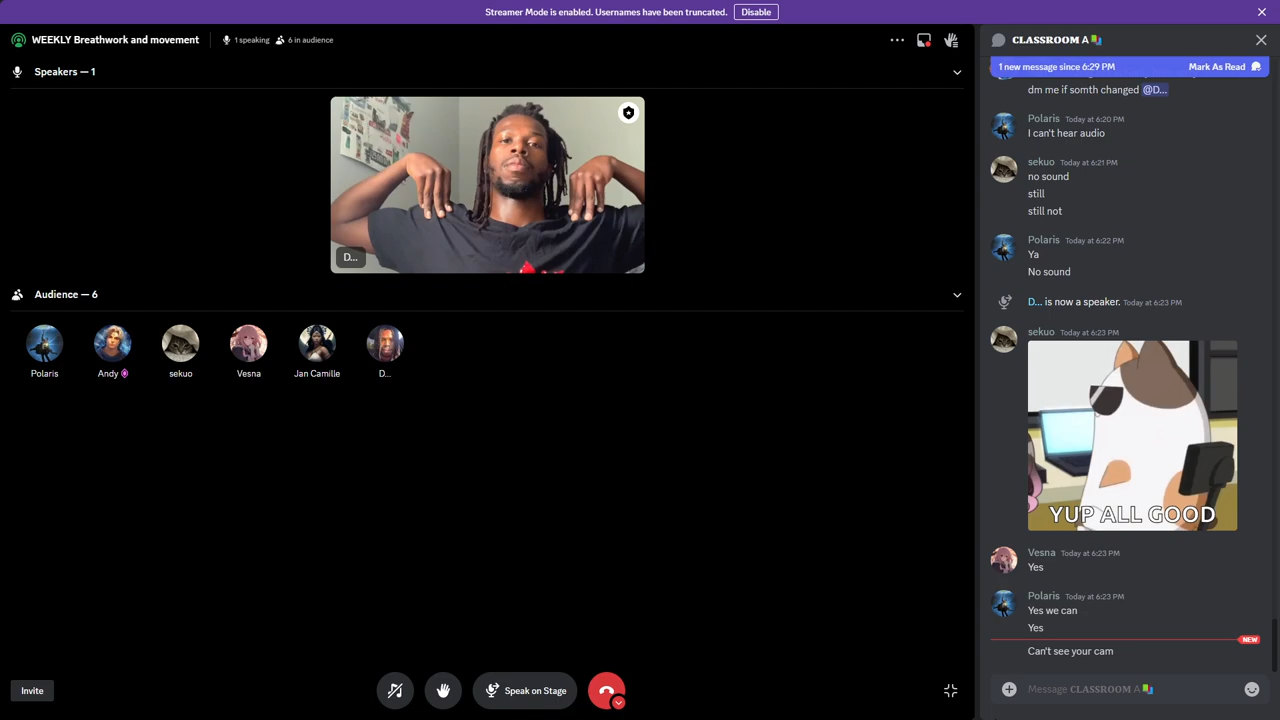 Streamer Mode is enabled. Usernames have been truncated. Disable
WEEKLY Breathwork and movement 1 speaking 6 in audience
Speakers — 1
D...
Audience — 6
Polaris Andy sekuo Vesna Jan Camille D...
Invite
Speak on Stage
CLASSROOM A
1 new message since 6:29 PM Mark As Read
dm me if somth changed @D...
Polaris Today at 6:20 PM
I can't hear audio
sekuo Today at 6:21 PM
no sound
still
still not
Polaris Today at 6:22 PM
Ya
No sound
D... is now a speaker. Today at 6:23 PM
sekuo Today at 6:23 PM
YUP ALL GOOD
Vesna Today at 6:23 PM
Yes
Polaris Today at 6:23 PM
Yes we can
Yes
NEW
Can't see your cam
Message CLASSROOM A